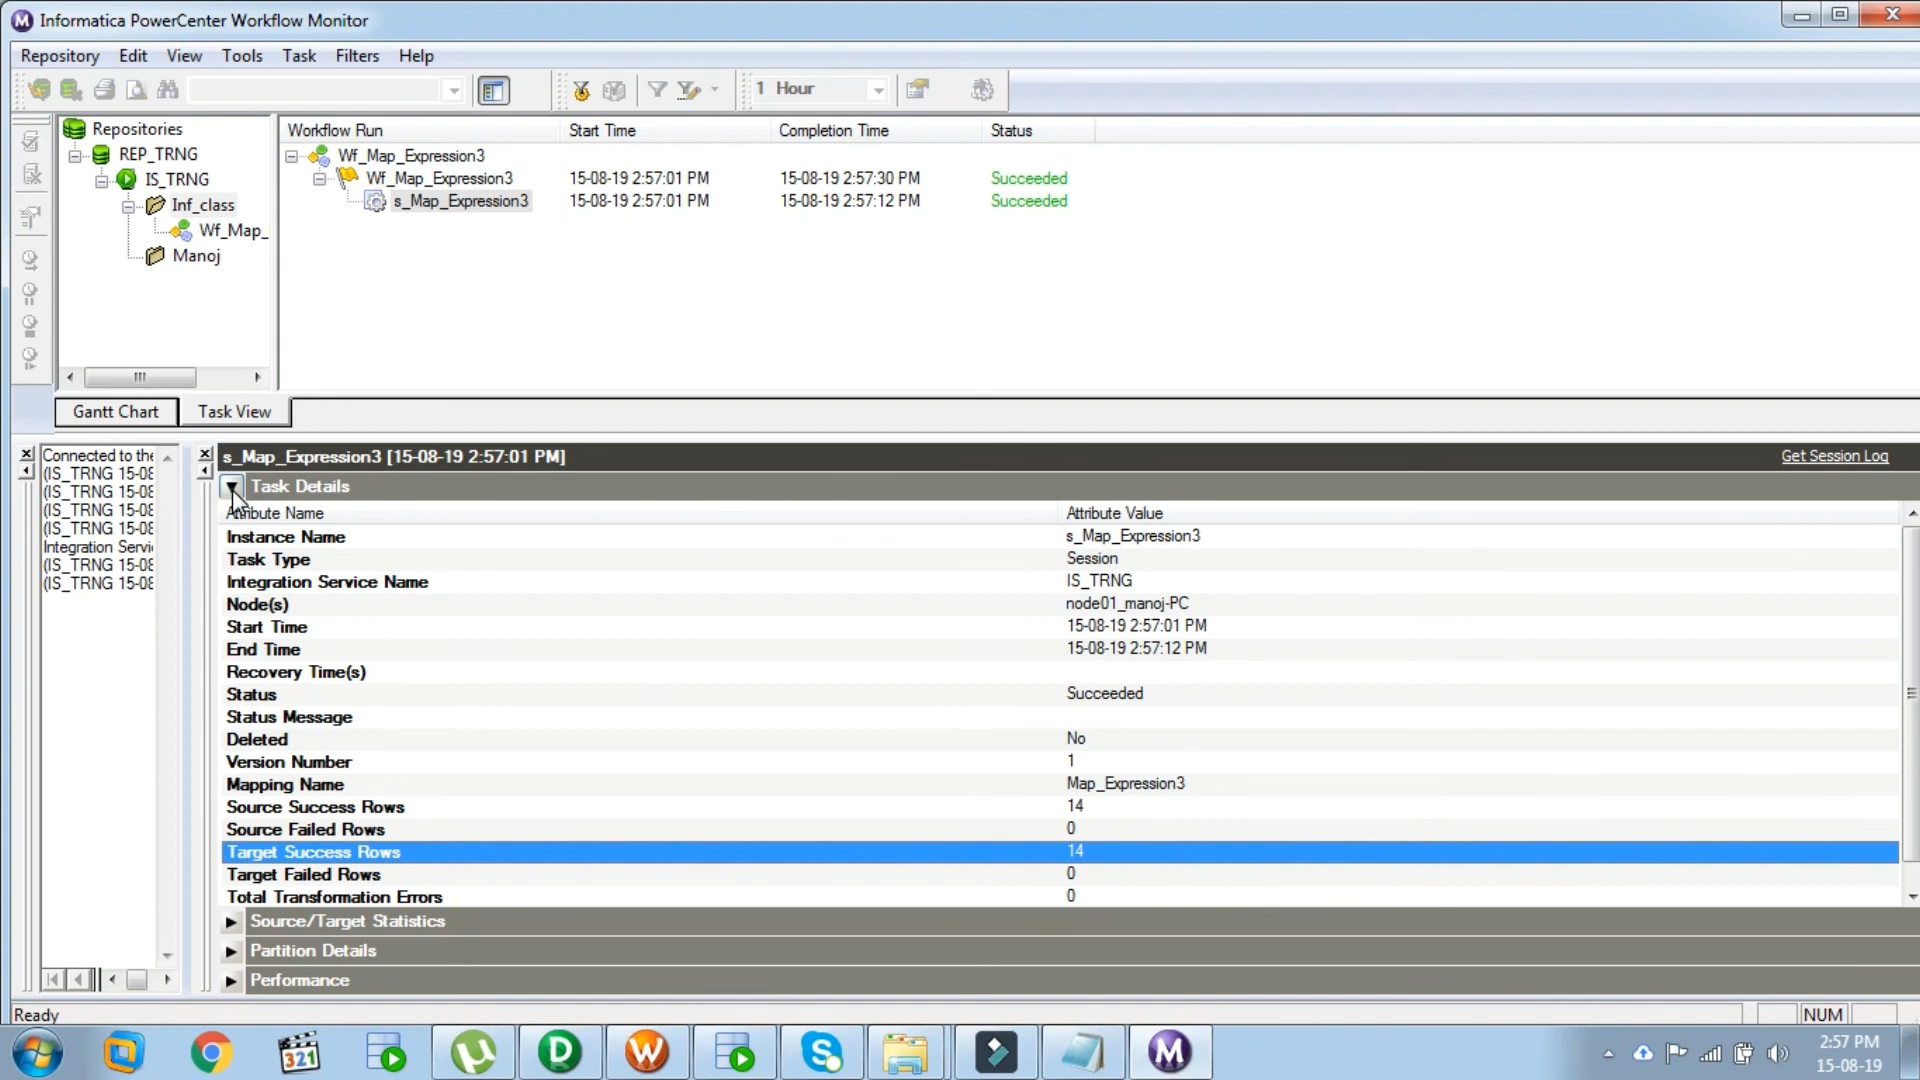 Informatica PowerCenter Workflow Monitor
Repository Edit View Tools Task Filters Help
1 Hour
Repositories
REP_TRNG
IS_TRNG
Inf_class
Wf_Map_
Manoj
Workflow Run Start Time Completion Time Status
Wf_Map_Expression3
Wf_Map_Expression3 15-08-19 2:57:01 PM 15-08-19 2:57:30 PM Succeeded
s_Map_Expression3 15-08-19 2:57:01 PM 15-08-19 2:57:12 PM Succeeded
Gantt Chart Task View
Connected to the
(IS_TRNG 15-08
(IS_TRNG 15-08
(IS_TRNG 15-08
(IS_TRNG 15-08
Integration Servi
(IS_TRNG 15-08
(IS_TRNG 15-08
s_Map_Expression3 [15-08-19 2:57:01 PM] Get Session Log
Task Details
Attribute Name Attribute Value
Instance Name s_Map_Expression3
Task Type Session
Integration Service Name IS_TRNG
Node(s) node01_manoj-PC
Start Time 15-08-19 2:57:01 PM
End Time 15-08-19 2:57:12 PM
Recovery Time(s)
Status Succeeded
Status Message
Deleted No
Version Number 1
Mapping Name Map_Expression3
Source Success Rows 14
Source Failed Rows 0
Target Success Rows 14
Target Failed Rows 0
Total Transformation Errors 0
Source/Target Statistics
Partition Details
Performance
Ready NUM
321
2:57 PM
15-08-19